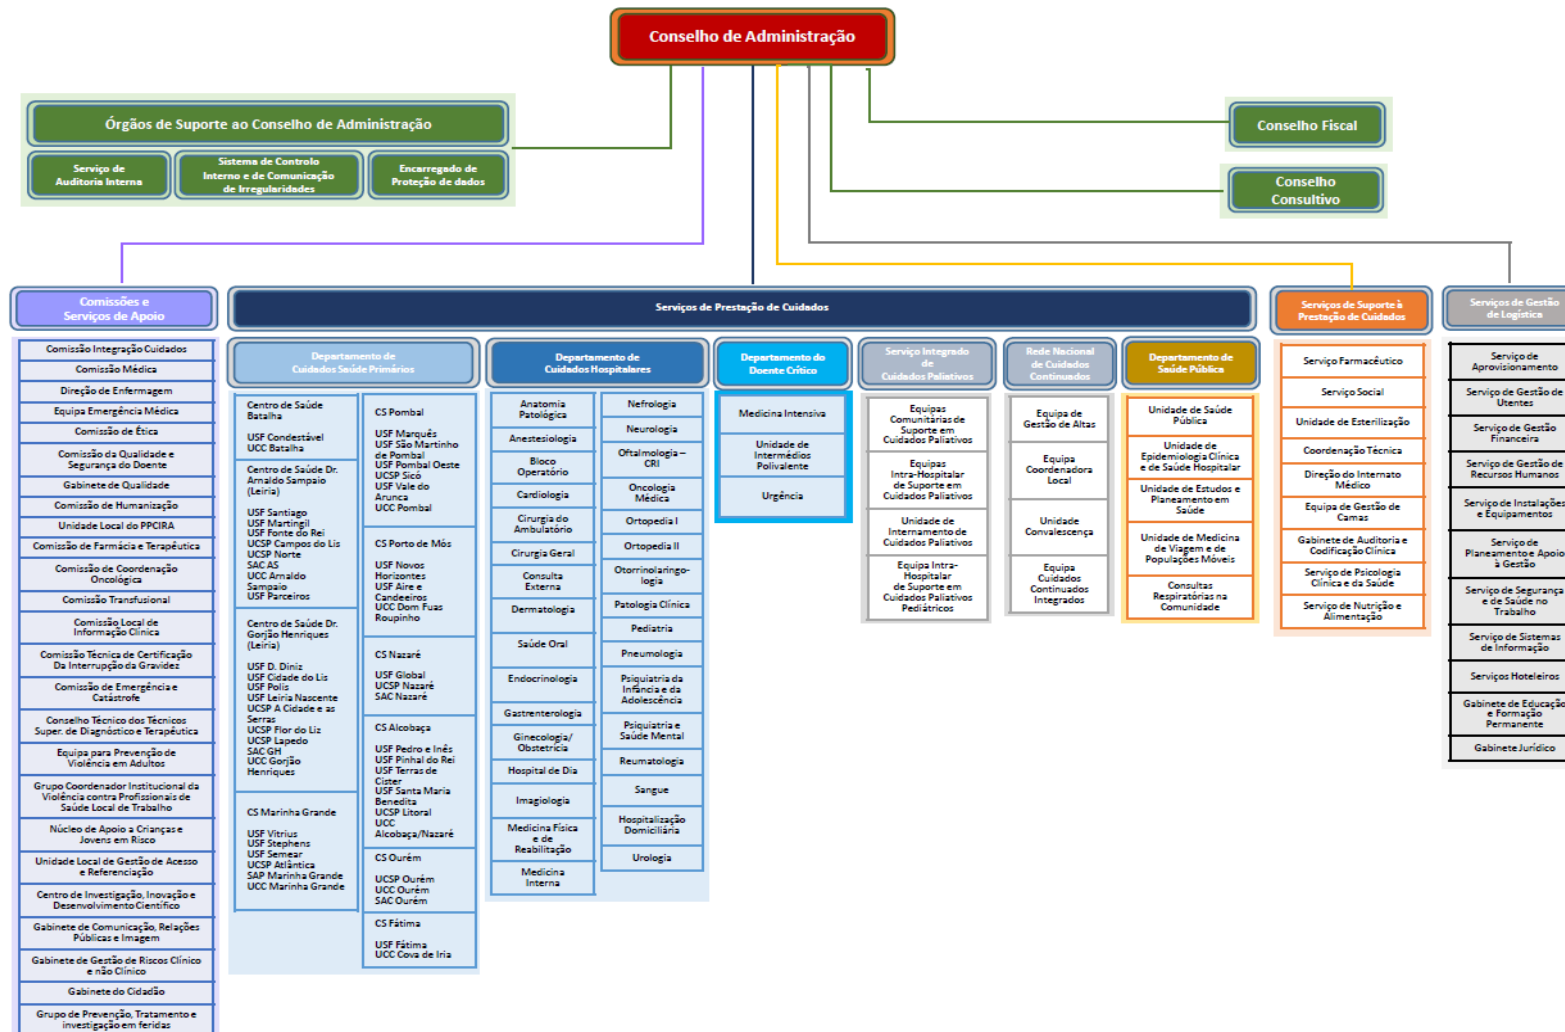 Conselho de Administração
Órgãos de Suporte ao Conselho de Administração
Serviço de
Auditoria Interna
Sistema de Controlo
Interno e de Comunicação
de Irregularidades
Encarregado de
Proteção de dados
Conselho Fiscal
Conselho
Consultivo
Comissões e
Serviços de Apoio
Comissão Integração Cuidados
Comissão Médica
Direção de Enfermagem
Equipa Emergência Médica
Comissão de Ética
Comissão da Qualidade e
Segurança do Doente
Gabinete de Qualidade
Comissão de Humanização
Unidade Local do PPCIRA
Comissão de Farmácia e Terapêutica
Comissão de Coordenação
Oncológica
Comissão Transfusional
Comissão Local de
Informação Clínica
Comissão Técnica de Certificação
Da Interrupção da Gravidez
Comissão de Emergência e
Catástrofe
Conselho Técnico dos Técnicos
Super. de Diagnóstico e Terapêutica
Equipa para Prevenção de
Violência em Adultos
Grupo Coordenador Institucional da
Violência contra Profissionais de
Saúde Local de Trabalho
Núcleo de Apoio a Crianças e
Jovens em Risco
Unidade Local de Gestão de Acesso
e Referenciação
Centro de Investigação, Inovação e
Desenvolvimento Científico
Gabinete de Comunicação, Relações
Públicas e Imagem
Gabinete de Gestão de Riscos Clínico
e não Clínico
Gabinete do Cidadão
Grupo de Prevenção, Tratamento e
investigação em feridas
Serviços de Prestação de Cuidados
Departamento de
Cuidados Saúde Primários
Centro de Saúde
Batalha
USF Condestável
UCC Batalha
Centro de Saúde Dr.
Arnaldo Sampaio
(Leiria)
USF Santiago
USF Martingil
USF Fonte do Rei
UCSP Campos do Lis
UCSP Norte
SAC AS
UCC Arnaldo
Sampaio
USF Parceiros
Centro de Saúde Dr.
Gorjão Henriques
(Leiria)
USF D. Diniz
USF Cidade do Lis
USF Polis
USF Leiria Nascente
UCSP A Cidade e as
Serras
UCSP Flor do Liz
UCSP Lapedo
SAC GH
UCC Gorjão
Henriques
CS Marinha Grande
USF Vitrius
USF Stephens
USF Semear
UCSP Atlântica
SAP Marinha Grande
UCC Marinha Grande
CS Pombal
USF Marquês
USF São Martinho
de Pombal
USF Pombal Oeste
UCSP Sicó
USF Vale do
Arunca
UCC Pombal
CS Porto de Mós
USF Novos
Horizontes
USF Aire e
Candeeiros
UCC Dom Fuas
Roupinho
CS Nazaré
USF Global
UCSP Nazaré
SAC Nazaré
CS Alcobaça
USF Pedro e Inês
USF Pinhal do Rei
USF Terras de
Cister
USF Santa Maria
Benedita
UCSP Litoral
UCC
Alcobaça/Nazaré
CS Ourém
UCSP Ourém
UCC Ourém
SAC Ourém
CS Fátima
USF Fátima
UCC Cova de Iria
Departamento de
Cuidados Hospitalares
Anatomia
Patológica
Anestesiologia
Bloco
Operatório
Cardiologia
Cirurgia do
Ambulatório
Cirurgia Geral
Consulta
Externa
Dermatologia
Saúde Oral
Endocrinologia
Gastrenterologia
Ginecologia/
Obstetrícia
Hospital de Dia
Imagiologia
Medicina Física
e de
Reabilitação
Medicina
Interna
Nefrologia
Neurologia
Oftalmologia –
CRI
Oncologia
Médica
Ortopedia I
Ortopedia II
Otorrinolaringo-
logia
Patologia Clínica
Pediatria
Pneumologia
Psiquiatria da
Infância e da
Adolescência
Psiquiatria e
Saúde Mental
Reumatologia
Sangue
Hospitalização
Domiciliária
Urologia
Departamento do
Doente Crítico
Medicina Intensiva
Unidade de
Intermédios
Polivalente
Urgência
Serviço Integrado
de
Cuidados Paliativos
Equipas
Comunitárias de
Suporte em
Cuidados Paliativos
Equipas
Intra-Hospitalar
de Suporte em
Cuidados Paliativos
Unidade de
Internamento de
Cuidados Paliativos
Equipa Intra-
Hospitalar
de Suporte em
Cuidados Paliativos
Pediátricos
Rede Nacional
de Cuidados
Continuados
Equipa de
Gestão de Altas
Equipa
Coordenadora
Local
Unidade
Convalescença
Equipa
Cuidados
Continuados
Integrados
Departamento de
Saúde Pública
Unidade de Saúde
Pública
Unidade de
Epidemiologia Clínica
e de Saúde Hospitalar
Unidade de Estudos e
Planeamento em
Saúde
Unidade de Medicina
de Viagem e de
Populações Móveis
Consultas
Respiratórias na
Comunidade
Serviços de Suporte à
Prestação de Cuidados
Serviço Farmacêutico
Serviço Social
Unidade de Esterilização
Coordenação Técnica
Direção do Internato
Médico
Equipa de Gestão de
Camas
Gabinete de Auditoria e
Codificação Clínica
Serviço de Psicologia
Clínica e da Saúde
Serviço de Nutrição e
Alimentação
Serviços de Gestão
de Logística
Serviço de
Aprovisionamento
Serviço de Gestão de
Utentes
Serviço de Gestão
Financeira
Serviço de Gestão de
Recursos Humanos
Serviço de Instalações
e Equipamentos
Serviço de
Planeamento e Apoio
à Gestão
Serviço de Segurança
e de Saúde no
Trabalho
Serviço de Sistemas
de Informação
Serviços Hoteleiros
Gabinete de Educação
e Formação
Permanente
Gabinete Jurídico